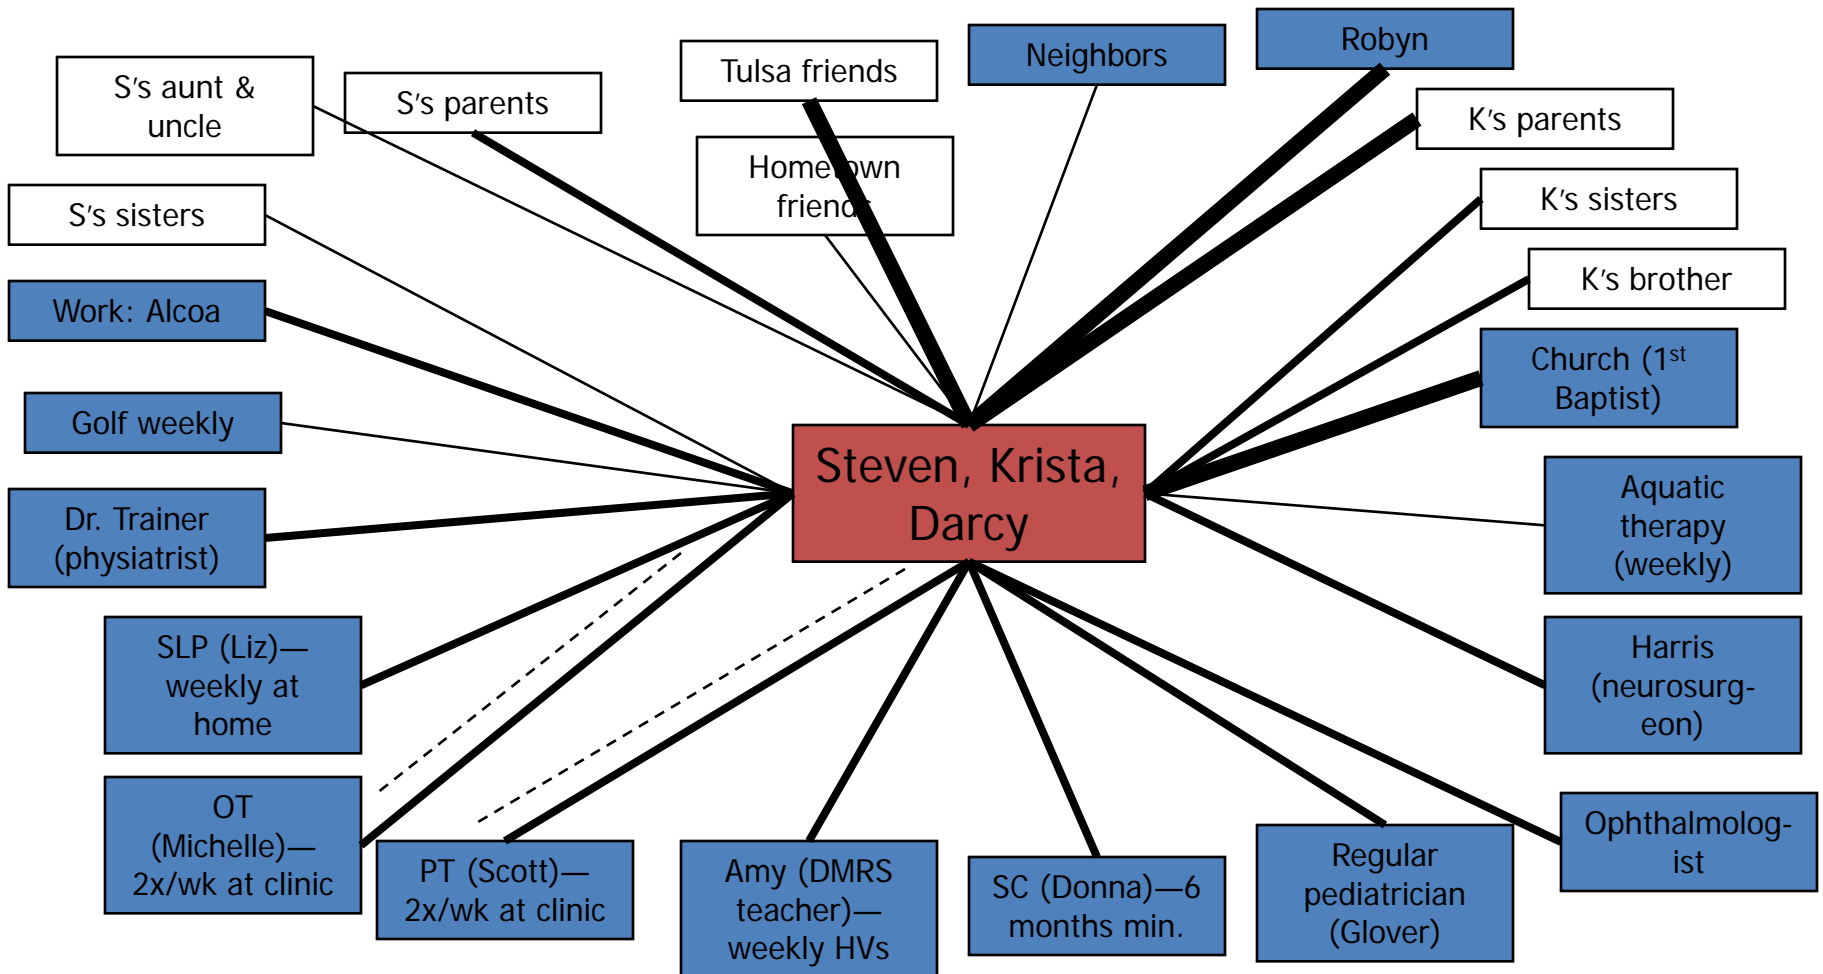 Robyn
Neighbors
Tulsa friends
S's aunt &
uncle
S's parents
K's parents
Hometown
friends
K's sisters
S's sisters
K's brother
Work: Alcoa
Church (1st
Baptist)
Golf weekly
Steven, Krista,
Darcy
Aquatic
therapy
(weekly)
Dr. Trainer
(physiatrist)
Harris
(neurosurg-
eon)
SLP (Liz)—
weekly at
home
OT
(Michelle)—
2x/wk at clinic
PT (Scott)—
2x/wk at clinic
Amy (DMRS
teacher)—
weekly HVs
SC (Donna)—6
months min.
Regular
pediatrician
(Glover)
Ophthalmolog-
ist